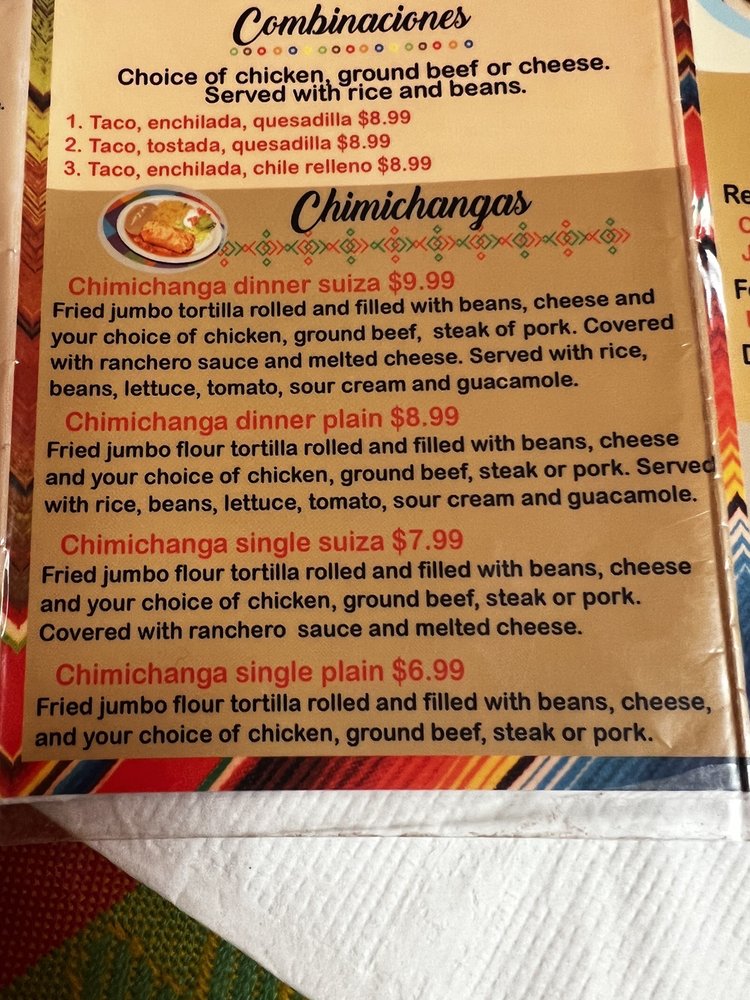 Combinaciones
Choice of chicken, ground beef or cheese.
Served with rice and beans.
1. Taco, enchilada, quesadilla $8.99
2. Taco, tostada, quesadilla $8.99
3. Taco, enchilada, chile relleno $8.99
Chimichangas
Chimichanga dinner suiza $9.99
Fried jumbo tortilla rolled and filled with beans, cheese and
your choice of chicken, ground beef, steak of pork. Covered
with ranchero sauce and melted cheese. Served with rice,
beans, lettuce, tomato, sour cream and guacamole.
Chimichanga dinner plain $8.99
Fried jumbo flour tortilla rolled and filled with beans, cheese
and your choice of chicken, ground beef, steak or pork. Served
with rice, beans, lettuce, tomato, sour cream and guacamole.
Chimichanga single suiza $7.99
Fried jumbo flour tortilla rolled and filled with beans, cheese
and your choice of chicken, ground beef, steak or pork.
Covered with ranchero sauce and melted cheese.
Chimichanga single plain $6.99
Fried jumbo flour tortilla rolled and filled with beans, cheese,
and your choice of chicken, ground beef, steak or pork.